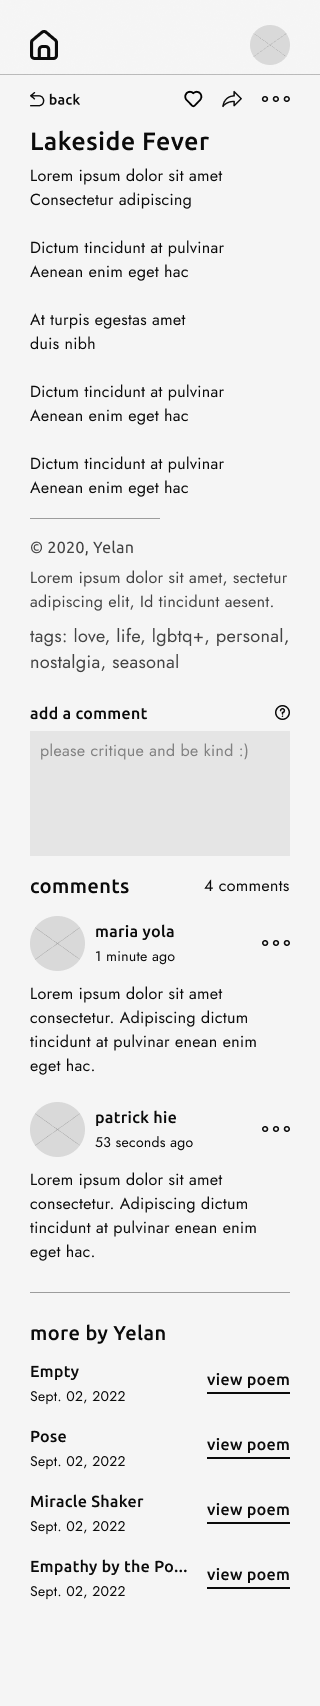 back
Lakeside Fever
Lorem ipsum dolor sit amet
Consectetur adipiscing
Dictum tincidunt at pulvinar
Aenean enim eget hac
At turpis egestas amet
duis nibh
Dictum tincidunt at pulvinar
Aenean enim eget hac
Dictum tincidunt at pulvinar
Aenean enim eget hac
© 2020, Yelan
Lorem ipsum dolor sit amet, sectetur
adipiscing elit, Id tincidunt aesent.
tags: love, life, lgbtq+, personal,
nostalgia, seasonal
add a comment
please critique and be kind :)
comments 4 comments
maria yola
1 minute ago
Lorem ipsum dolor sit amet
consectetur. Adipiscing dictum
tincidunt at pulvinar enean enim
eget hac.
patrick hie
53 seconds ago
Lorem ipsum dolor sit amet
consectetur. Adipiscing dictum
tincidunt at pulvinar enean enim
eget hac.
more by Yelan
Empty
Sept. 02, 2022
view poem
Pose
Sept. 02, 2022
view poem
Miracle Shaker
Sept. 02, 2022
view poem
Empathy by the Po...
Sept. 02, 2022
view poem